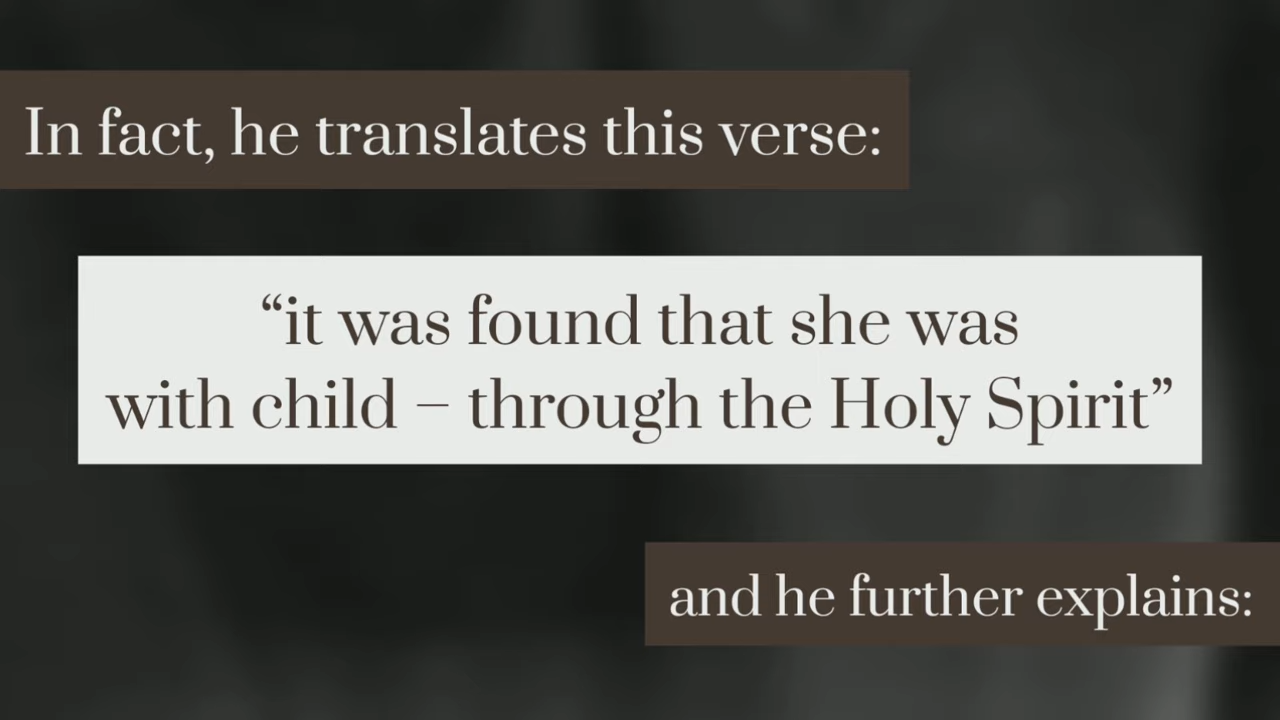 In fact, he translates this verse:
“it was found that she was
with child – through the Holy Spirit”
and he further explains: